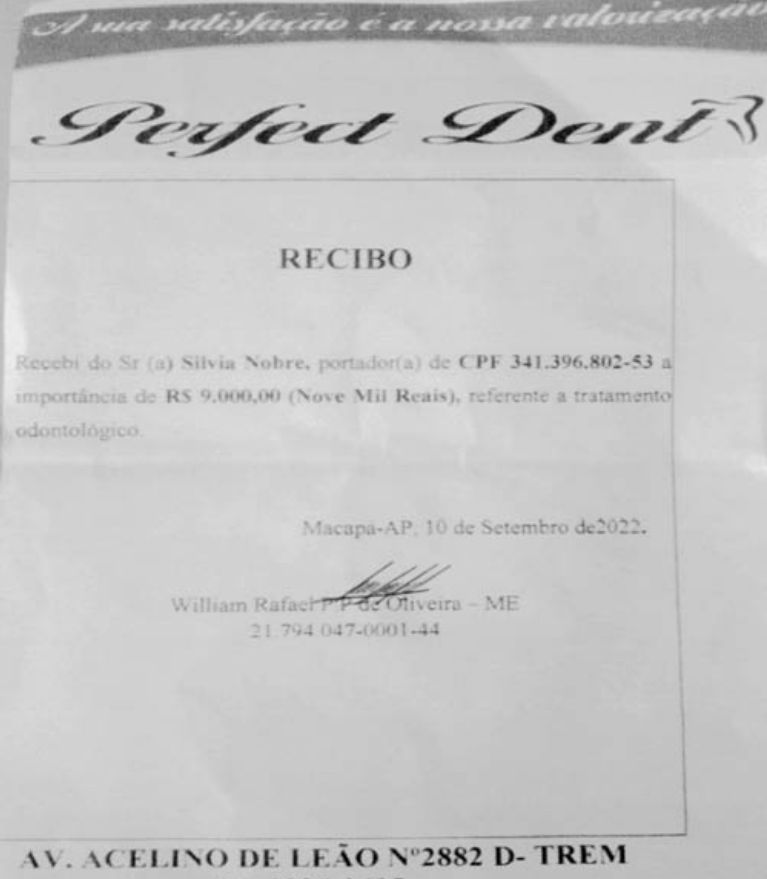 A sua satisfação é a nossa valorização
Perfect Dent
RECIBO
Recebi do Sr (a) Silvia Nobre, portador(a) de CPF 341.396.802-53 a
importância de R$ 9.000,00 (Nove Mil Reais), referente a tratamento
odontológico.
Macapa-AP, 10 de Setembro de2022.
William Rafael P.P de Oliveira – ME
21.794.047-0001-44
AV. ACELINO DE LEÃO Nº2882 D- TREM